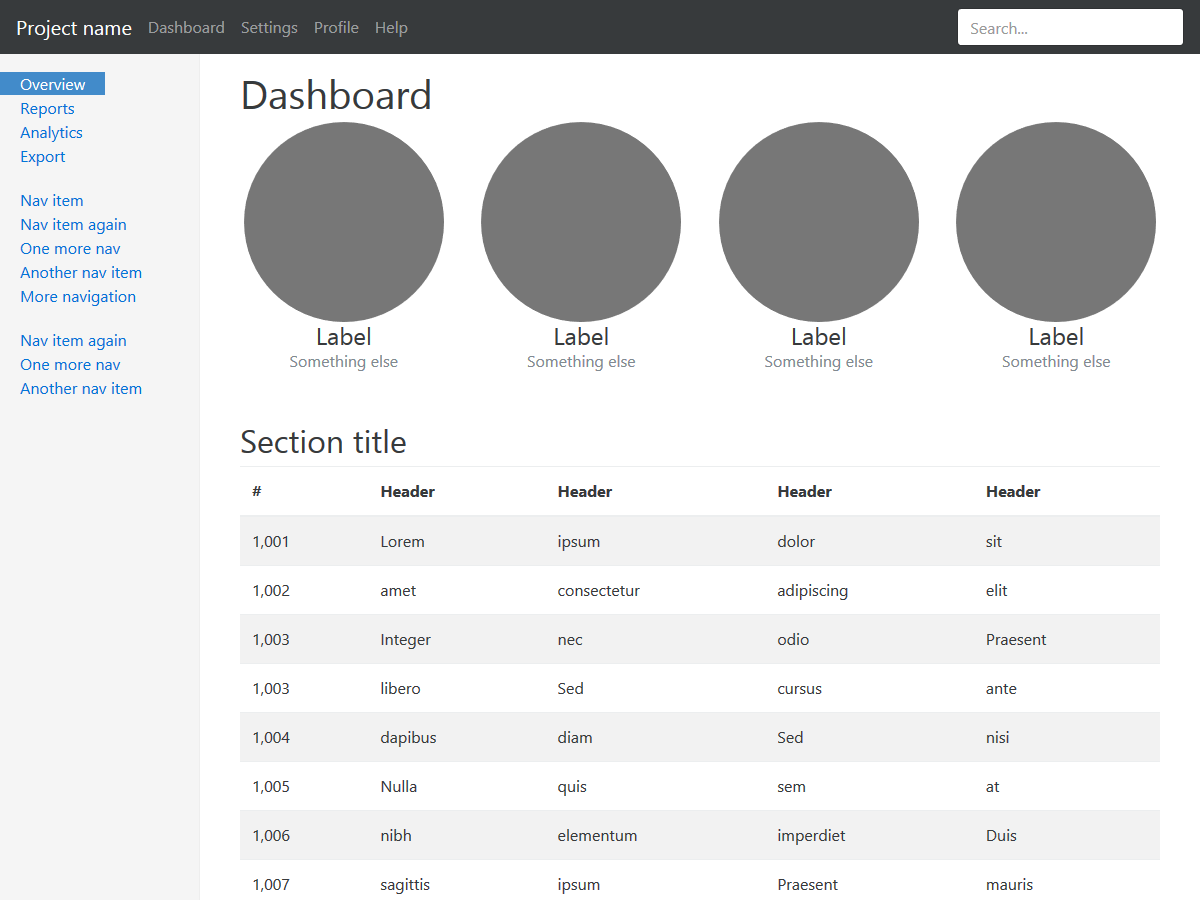 Project name Dashboard Settings Profile Help Search...
Overview
Reports
Analytics
Export
Nav item
Nav item again
One more nav
Another nav item
More navigation
Nav item again
One more nav
Another nav item
Dashboard
Label Label Label Label
Something else Something else Something else Something else
Section title
# Header Header Header Header
1,001 Lorem ipsum dolor sit
1,002 amet consectetur adipiscing elit
1,003 Integer nec odio Praesent
1,003 libero Sed cursus ante
1,004 dapibus diam Sed nisi
1,005 Nulla quis sem at
1,006 nibh elementum imperdiet Duis
1,007 sagittis ipsum Praesent mauris